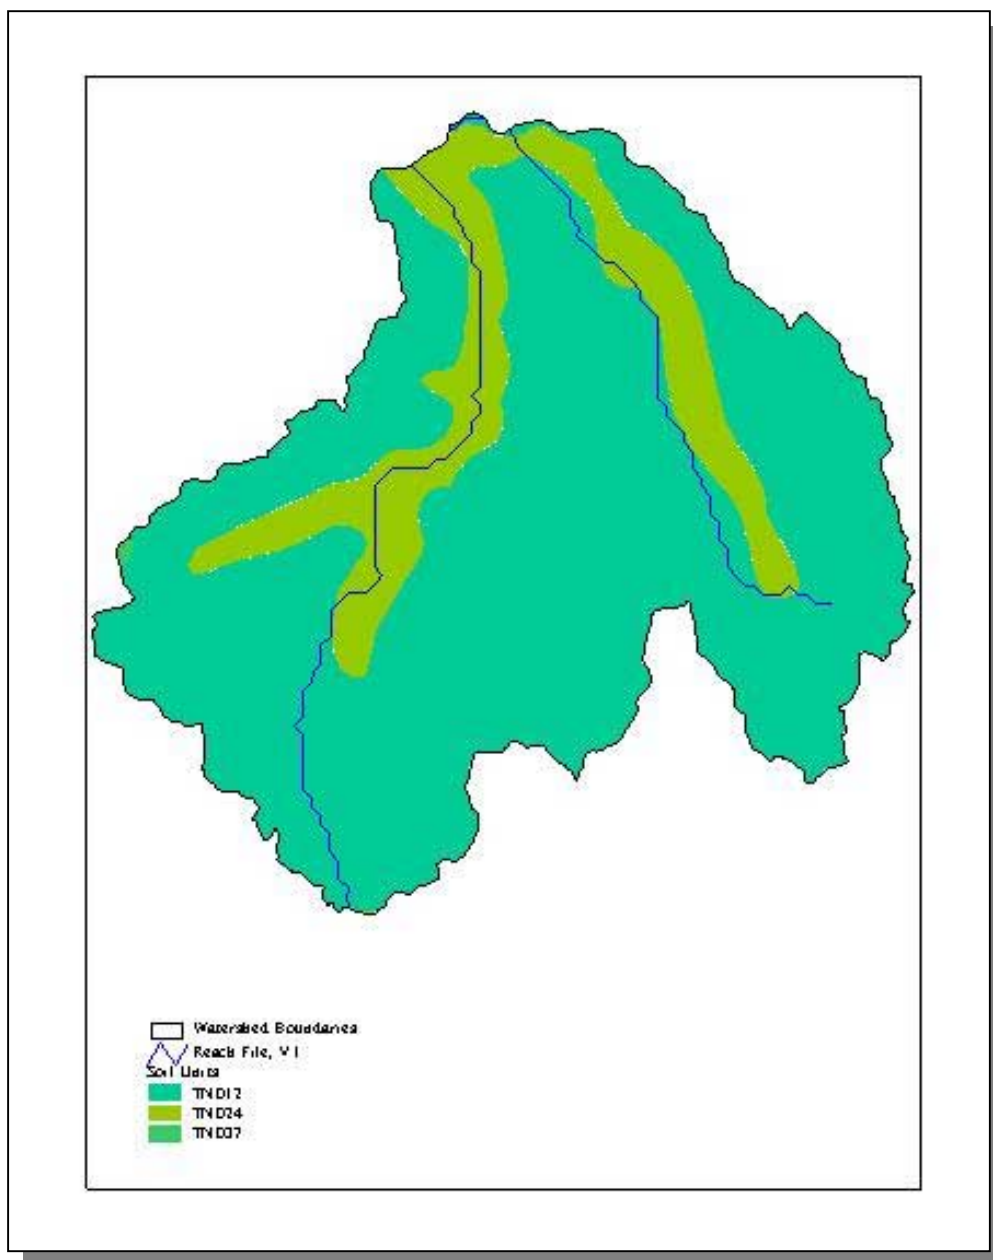 Watershed Boundaries
Reach File, V1
Soil Units
TN012
TN024
TN037